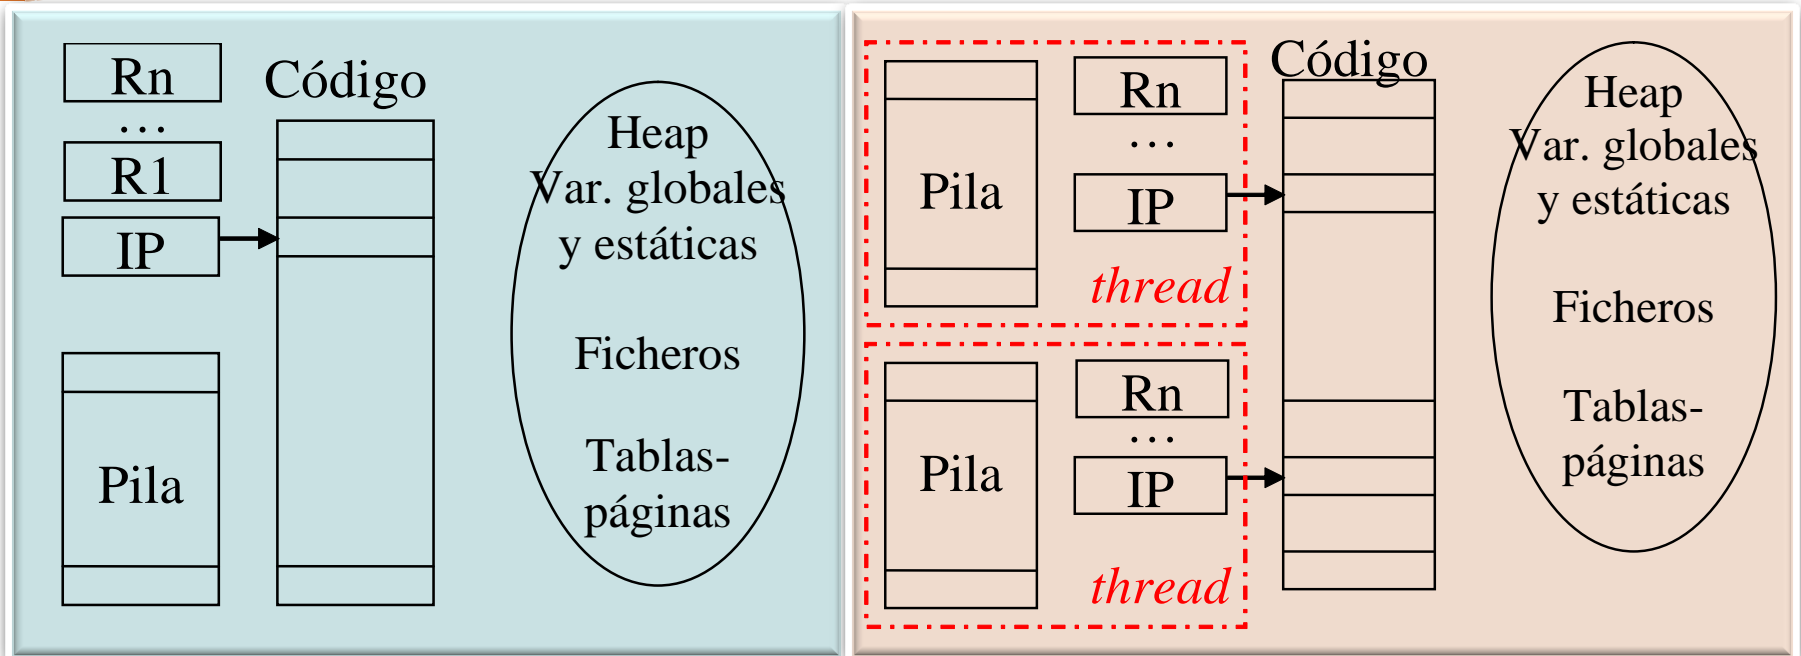 Rn
Código
...
R1
IP
Pila
Heap
Var. globales
y estáticas
Ficheros
Tablas-
páginas
Pila
Rn
...
IP
thread
Pila
Rn
...
IP
thread
Código
Heap
Var. globales
y estáticas
Ficheros
Tablas-
páginas